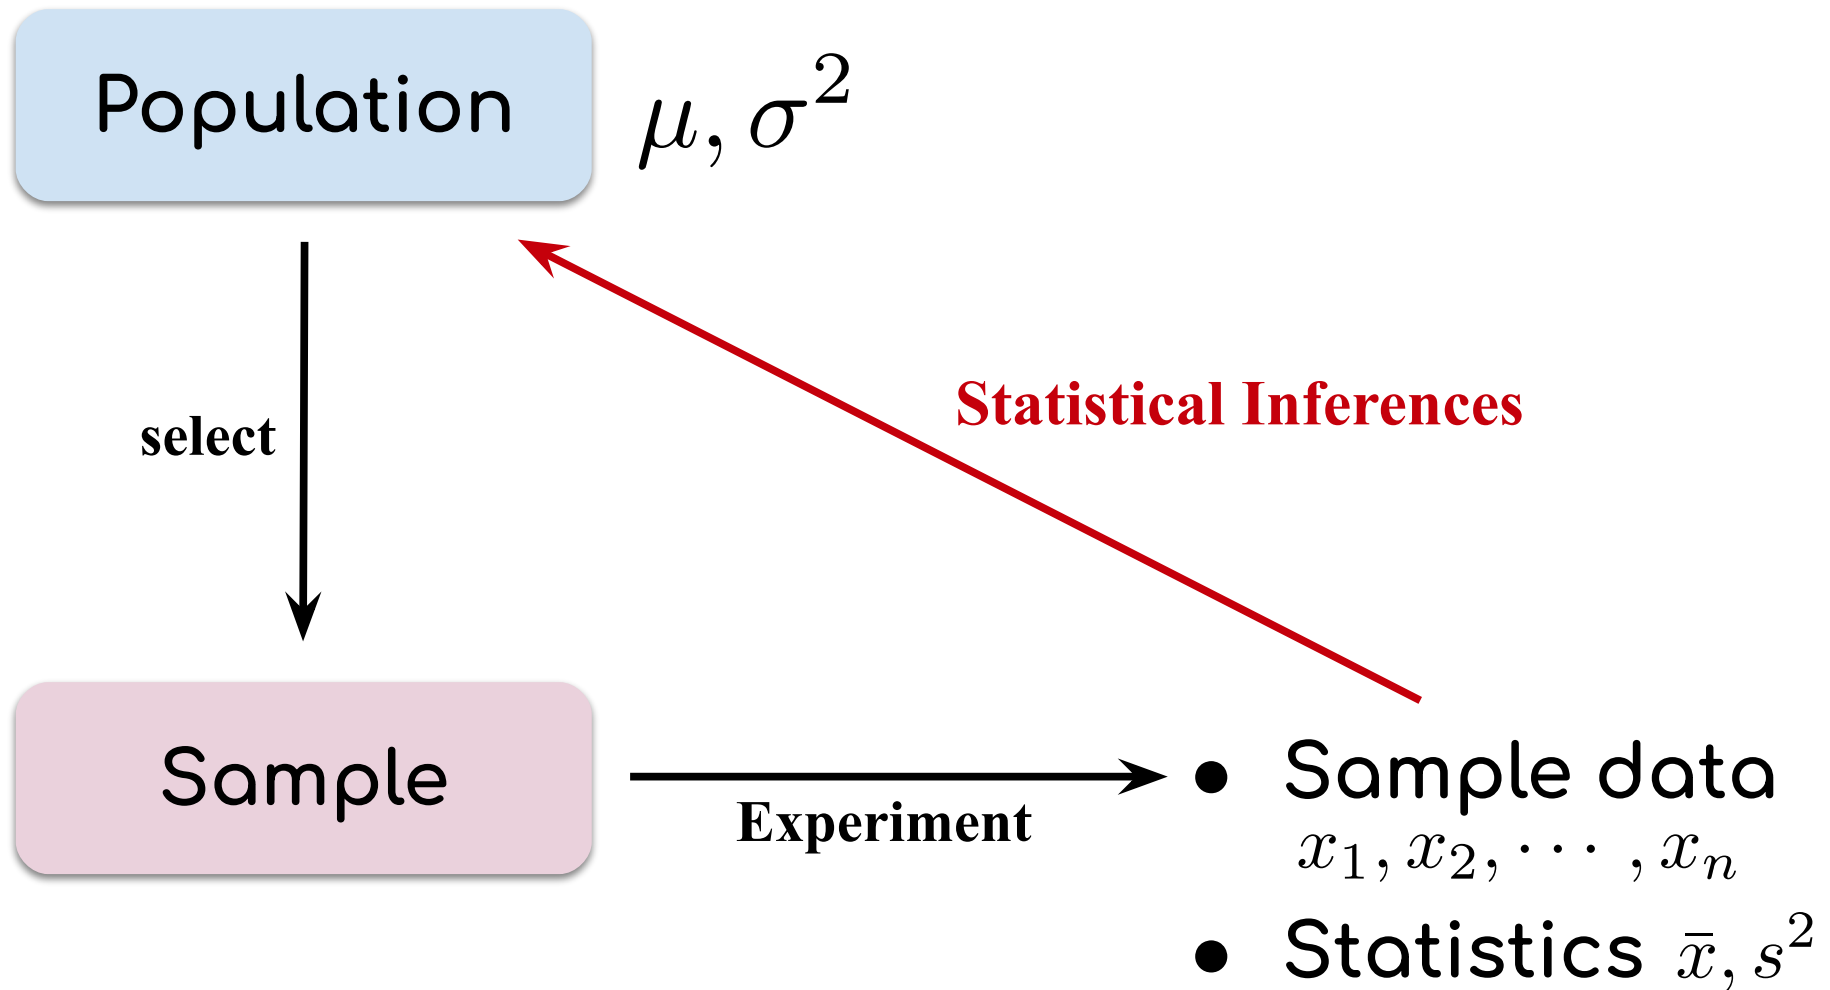 Population
μ, σ²
select
Statistical Inferences
Sample
Experiment
● Sample data
x₁, x₂, ⋯ , xₙ
● Statistics x̄, s²